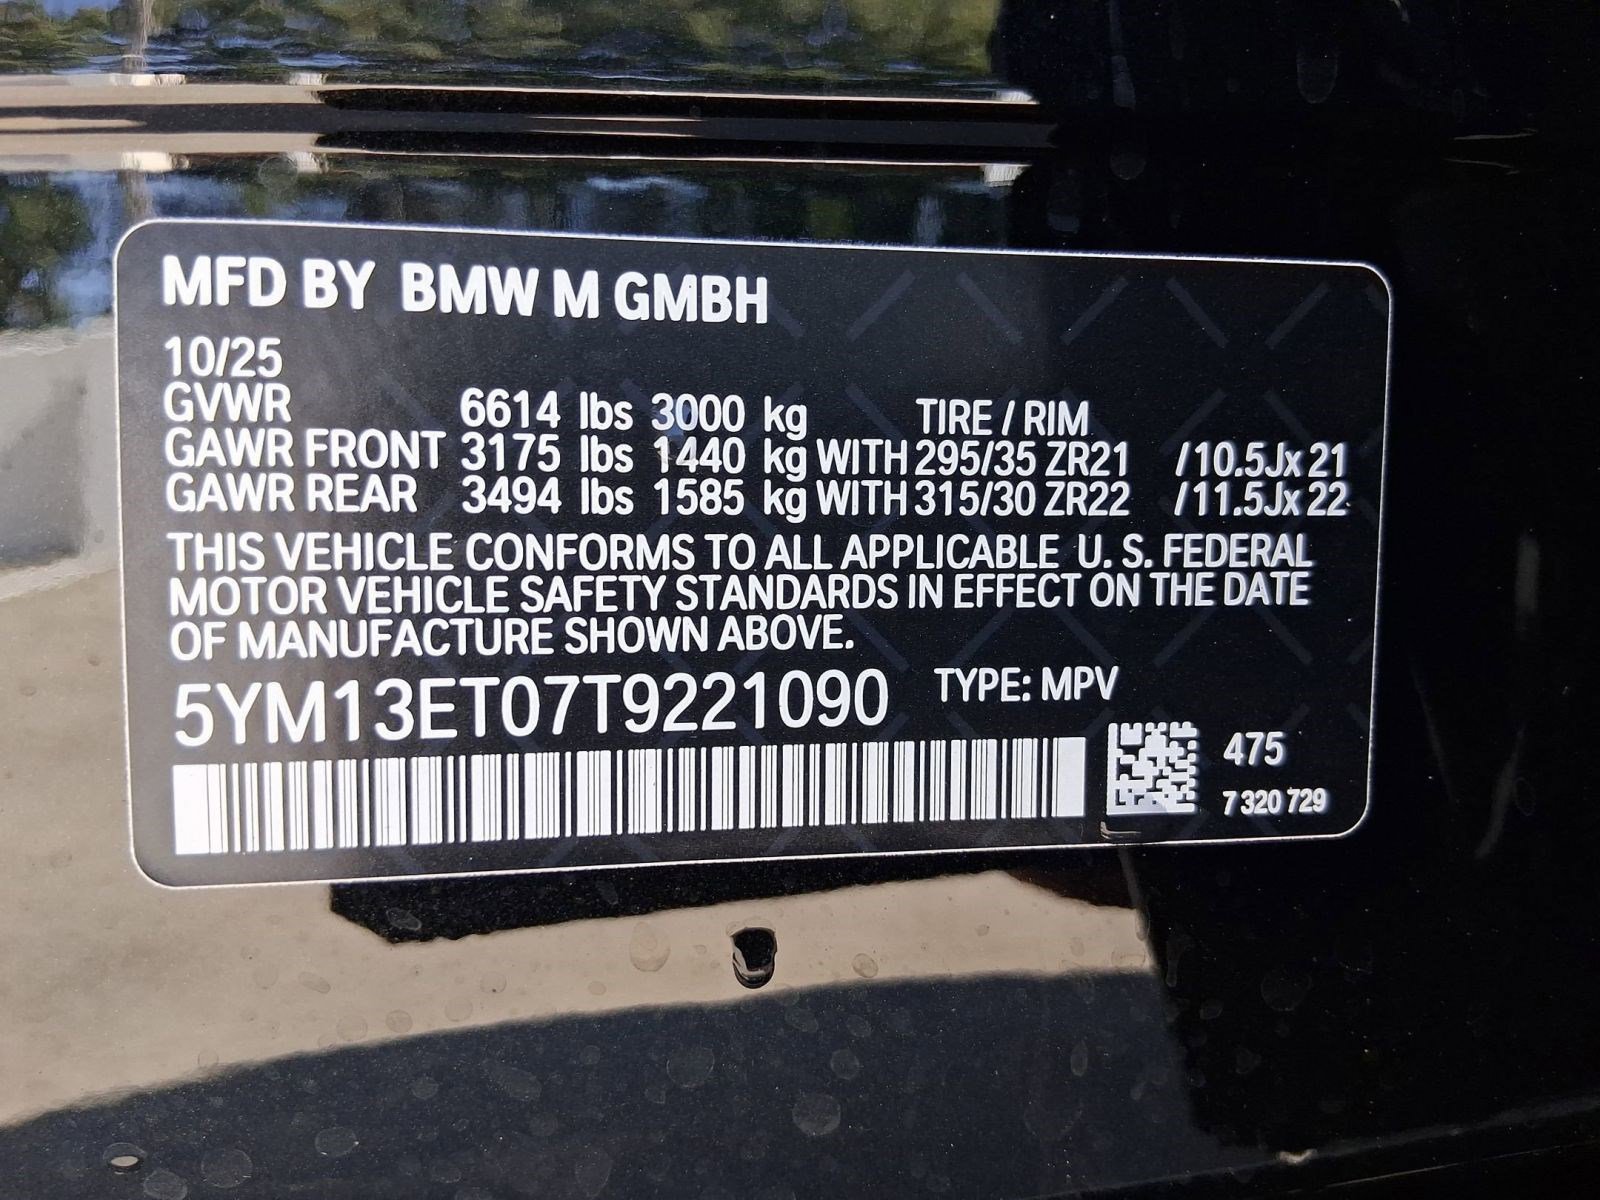 MFD BY BMW M GMBH
10/25
GVWR 6614 lbs 3000 kg TIRE / RIM
GAWR FRONT 3175 lbs 1440 kg WITH 295/35 ZR21 /10.5Jx 21
GAWR REAR 3494 lbs 1585 kg WITH 315/30 ZR22 /11.5Jx 22
THIS VEHICLE CONFORMS TO ALL APPLICABLE U. S. FEDERAL
MOTOR VEHICLE SAFETY STANDARDS IN EFFECT ON THE DATE
OF MANUFACTURE SHOWN ABOVE.
5YM13ET07T9221090 TYPE: MPV
475
7 320 729